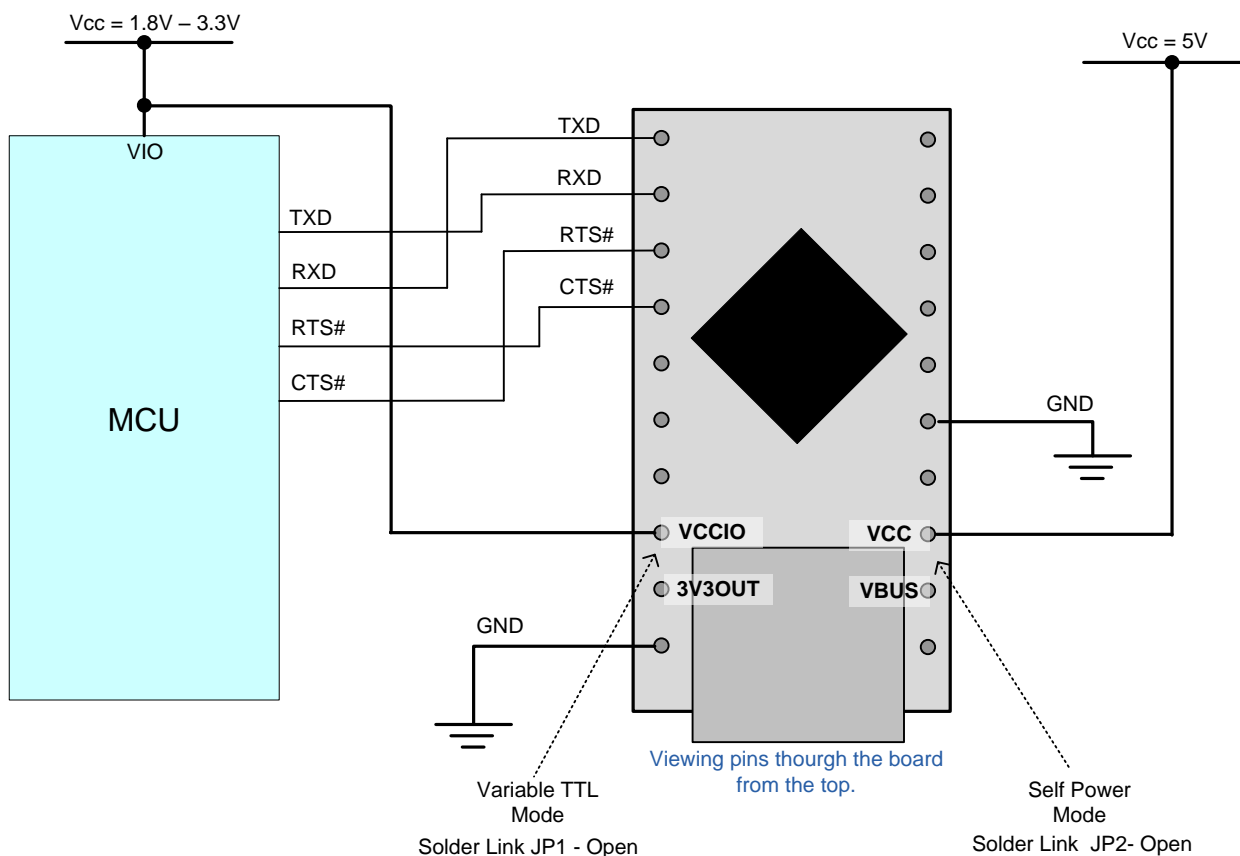 Vcc = 1.8V – 3.3V
Vcc = 5V
VIO
TXD
RXD
RTS#
CTS#
MCU
TXD
RXD
RTS#
CTS#
GND
VCCIO
VCC
3V3OUT
VBUS
GND
Viewing pins thourgh the board
from the top.
Variable TTL
Mode
Solder Link JP1 - Open
Self Power
Mode
Solder Link JP2- Open